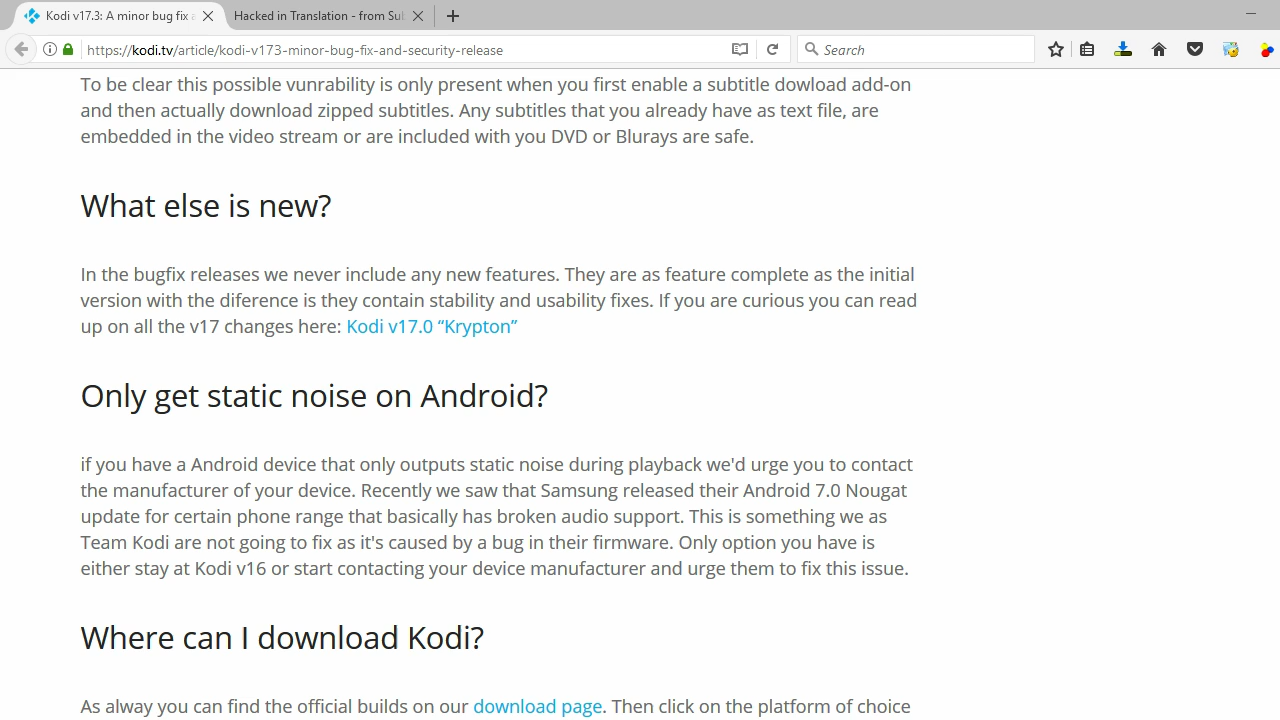 Kodi v17.3: A minor bug fix a
Hacked in Translation - from Su
https://kodi.tv/article/kodi-v173-minor-bug-fix-and-security-release
Search
To be clear this possible vunrability is only present when you first enable a subtitle dowload add-on
and then actually download zipped subtitles. Any subtitles that you already have as text file, are
embedded in the video stream or are included with you DVD or Blurays are safe.
What else is new?
In the bugfix releases we never include any new features. They are as feature complete as the initial
version with the diference is they contain stability and usability fixes. If you are curious you can read
up on all the v17 changes here: Kodi v17.0 “Krypton”
Only get static noise on Android?
if you have a Android device that only outputs static noise during playback we'd urge you to contact
the manufacturer of your device. Recently we saw that Samsung released their Android 7.0 Nougat
update for certain phone range that basically has broken audio support. This is something we as
Team Kodi are not going to fix as it's caused by a bug in their firmware. Only option you have is
either stay at Kodi v16 or start contacting your device manufacturer and urge them to fix this issue.
Where can I download Kodi?
As alway you can find the official builds on our download page. Then click on the platform of choice